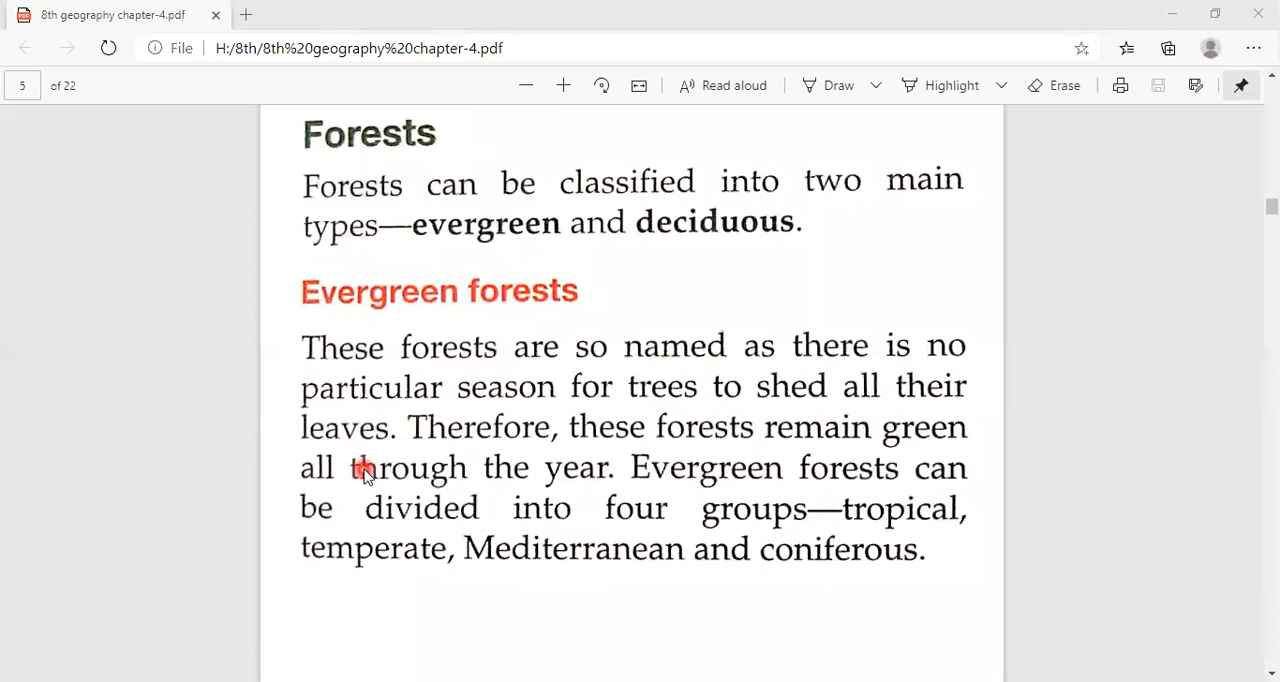 8th geography chapter-4.pdf
File
H:/8th/8th%20geography%20chapter-4.pdf
5 of 22
Read aloud
Draw
Highlight
Erase
Forests
Forests can be classified into two main
types—evergreen and deciduous.
Evergreen forests
These forests are so named as there is no
particular season for trees to shed all their
leaves. Therefore, these forests remain green
all through the year. Evergreen forests can
be divided into four groups—tropical,
temperate, Mediterranean and coniferous.